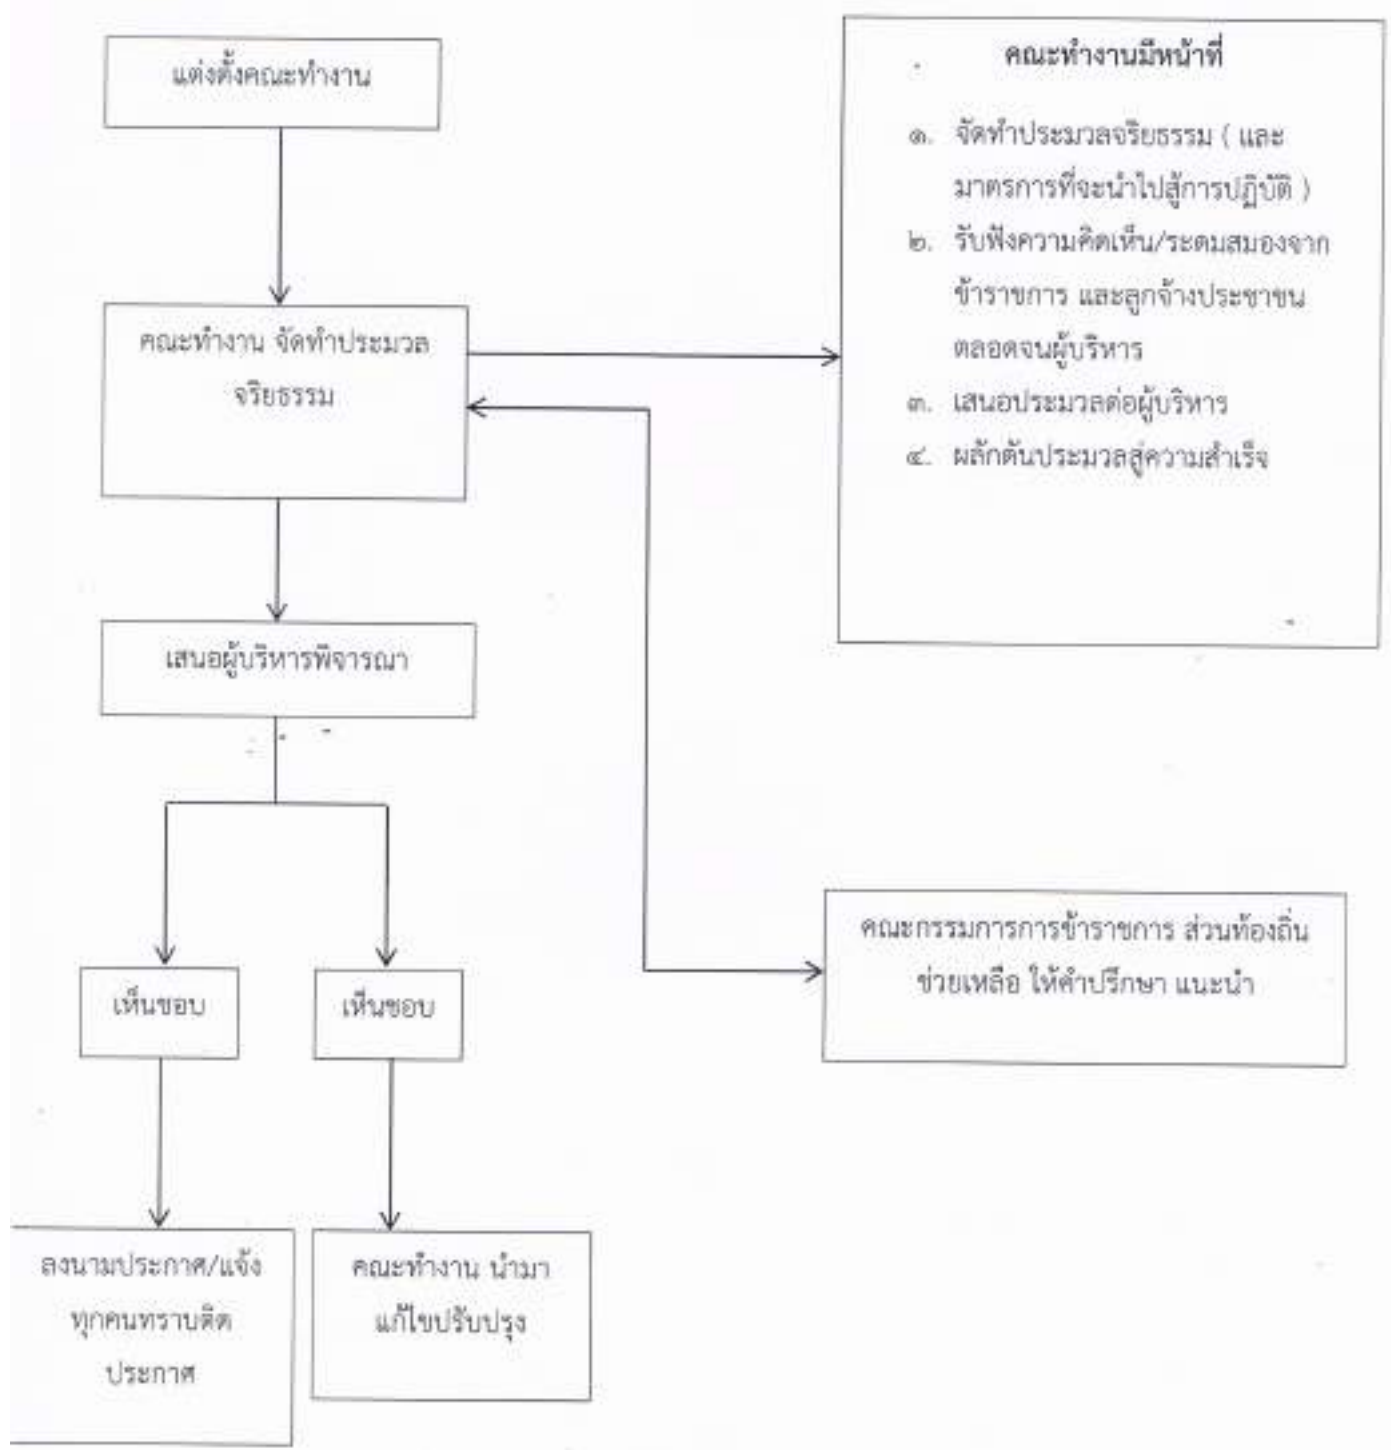 แต่งตั้งคณะทำงาน
คณะทำงานมีหน้าที่
๑. จัดทำประมวลจริยธรรม ( และ
มาตรการที่จะนำไปสู้การปฏิบัติ )
๒. รับฟังความคิดเห็น/ระดมสมองจาก
ข้าราชการ และลูกจ้างประชาชน
ตลอดจนผู้บริหาร
๓. เสนอประมวลต่อผู้บริหาร
๔. ผลักดันประมวลสู่ความสำเร็จ
คณะทำงาน จัดทำประมวล
จริยธรรม
เสนอผู้บริหารพิจารณา
คณะกรรมการการข้าราชการ ส่วนท้องถิ่น
ช่วยเหลือ ให้คำปรึกษา แนะนำ
เห็นชอบ
เห็นชอบ
ลงนามประกาศ/แจ้ง
ทุกคนทราบติด
ประกาศ
คณะทำงาน นำมา
แก้ไขปรับปรุง